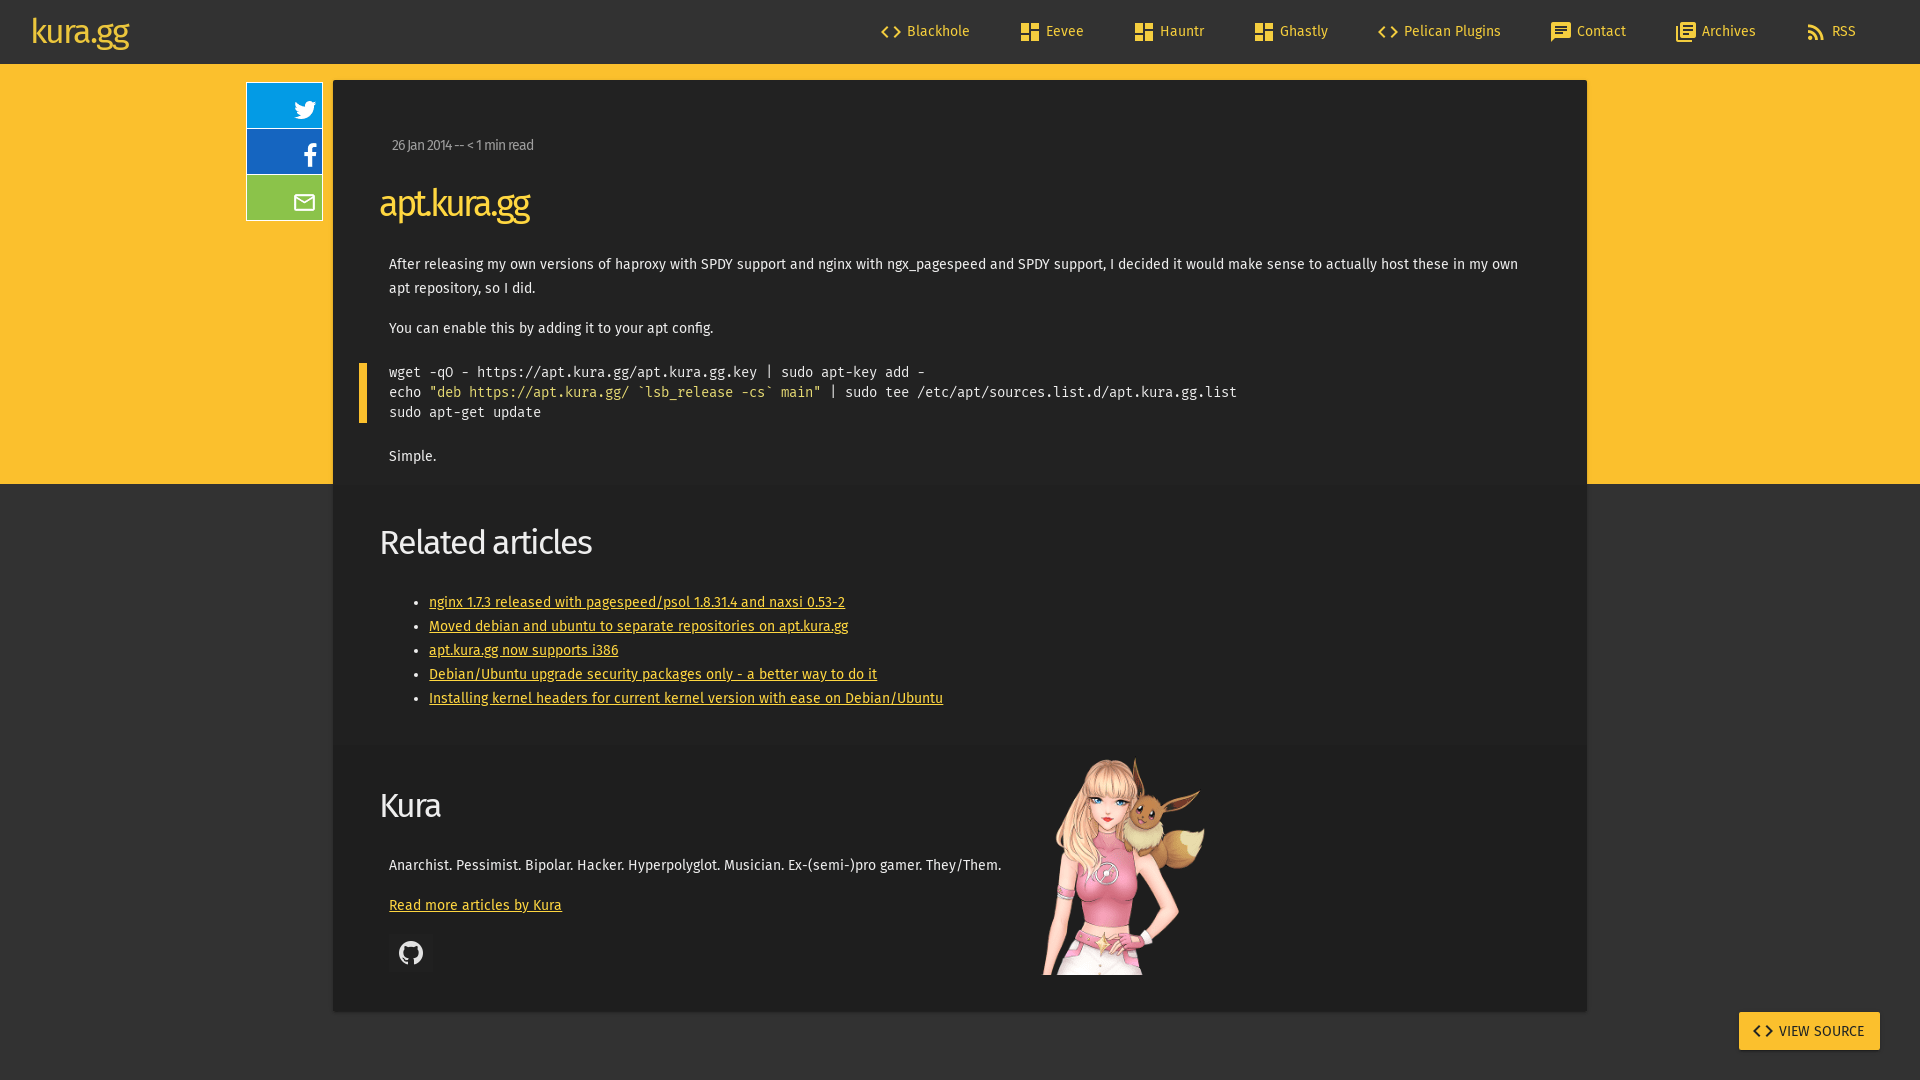 kura.gg
Blackhole
Eevee
Hauntr
Ghastly
Pelican Plugins
Contact
Archives
RSS
26 Jan 2014 -- < 1 min read
apt.kura.gg
After releasing my own versions of haproxy with SPDY support and nginx with ngx_pagespeed and SPDY support, I decided it would make sense to actually host these in my own
apt repository, so I did.
You can enable this by adding it to your apt config.
wget -qO - https://apt.kura.gg/apt.kura.gg.key | sudo apt-key add -
echo "deb https://apt.kura.gg/ `lsb_release -cs` main" | sudo tee /etc/apt/sources.list.d/apt.kura.gg.list
sudo apt-get update
Simple.
Related articles
nginx 1.7.3 released with pagespeed/psol 1.8.31.4 and naxsi 0.53-2
Moved debian and ubuntu to separate repositories on apt.kura.gg
apt.kura.gg now supports i386
Debian/Ubuntu upgrade security packages only - a better way to do it
Installing kernel headers for current kernel version with ease on Debian/Ubuntu
Kura
Anarchist. Pessimist. Bipolar. Hacker. Hyperpolyglot. Musician. Ex-(semi-)pro gamer. They/Them.
Read more articles by Kura
VIEW SOURCE